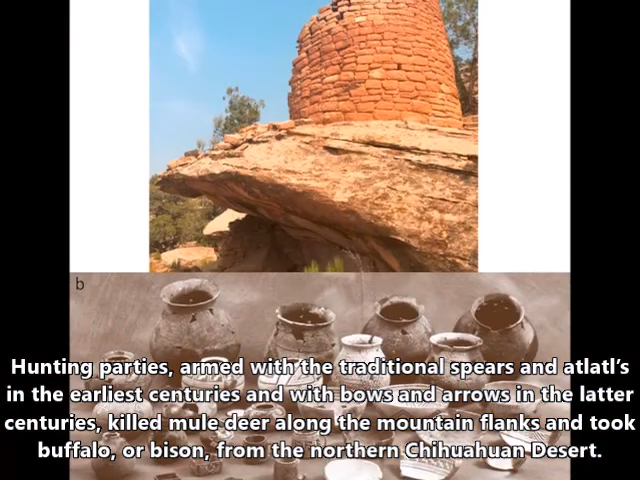 b
Hunting parties, armed with the traditional spears and atlatl's
in the earliest centuries and with bows and arrows in the latter
centuries, killed mule deer along the mountain flanks and took
buffalo, or bison, from the northern Chihuahuan Desert.